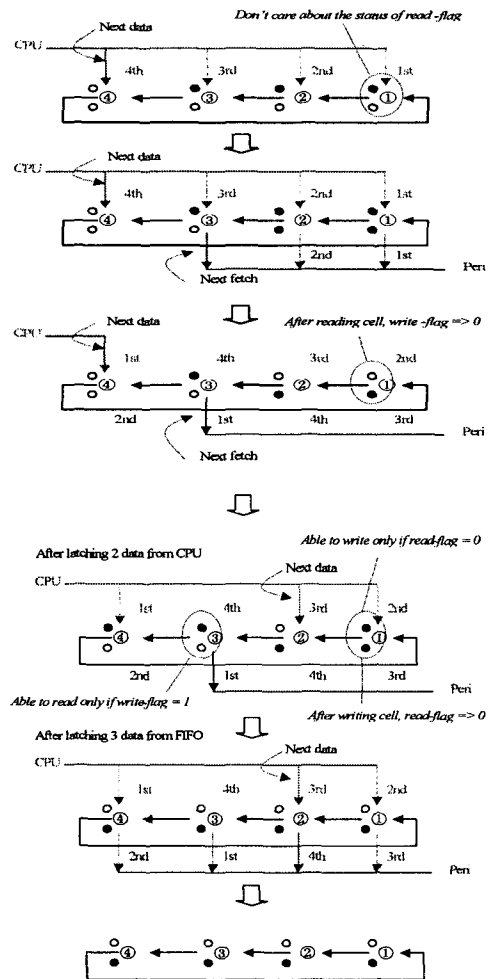 Don't care about the status of read -flag
Next data
CPU
4th 3rd 2nd 1st
④ ③ ② ①
Next data
CPU
4th 3rd 2nd 1st
④ ③ ② ①
2nd 1st
Peri
Next fetch
Next data
After reading cell, write -flag => 0
CPU
1st 4th 3rd 2nd
④ ③ ② ①
2nd 1st 4th 3rd
Peri
Next fetch
Able to write only if read-flag = 0
After latching 2 data from CPU
Next data
CPU
1st 4th 3rd 2nd
④ ③ ② ①
2nd 1st 4th 3rd
Able to read only if write-flag = 1
Peri
After writing cell, read-flag => 0
After latching 3 data from FIFO
Next data
CPU
1st 4th 3rd 2nd
④ ③ ② ①
2nd 1st 4th 3rd
Peri
④ ③ ② ①